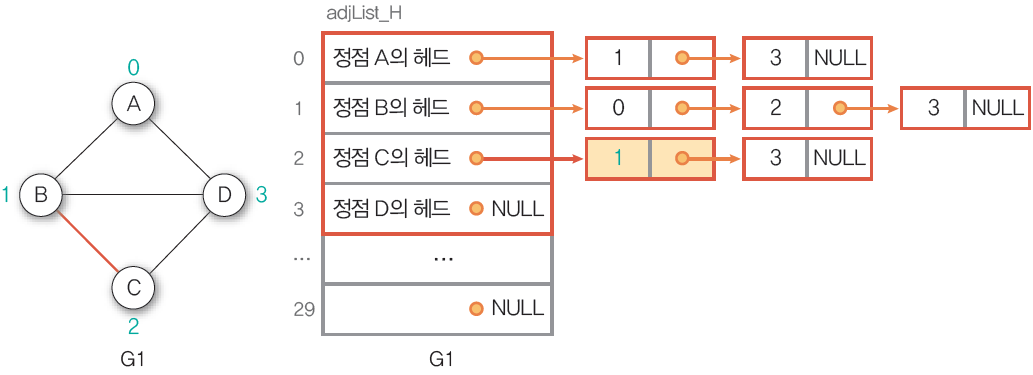 adjList_H
0
A
1 B
D 3
C
2
G1
0 정점 A의 헤드 1 3 NULL
1 정점 B의 헤드 0 2 3 NULL
2 정점 C의 헤드 1 3 NULL
3 정점 D의 헤드 NULL
... ...
29 NULL
G1